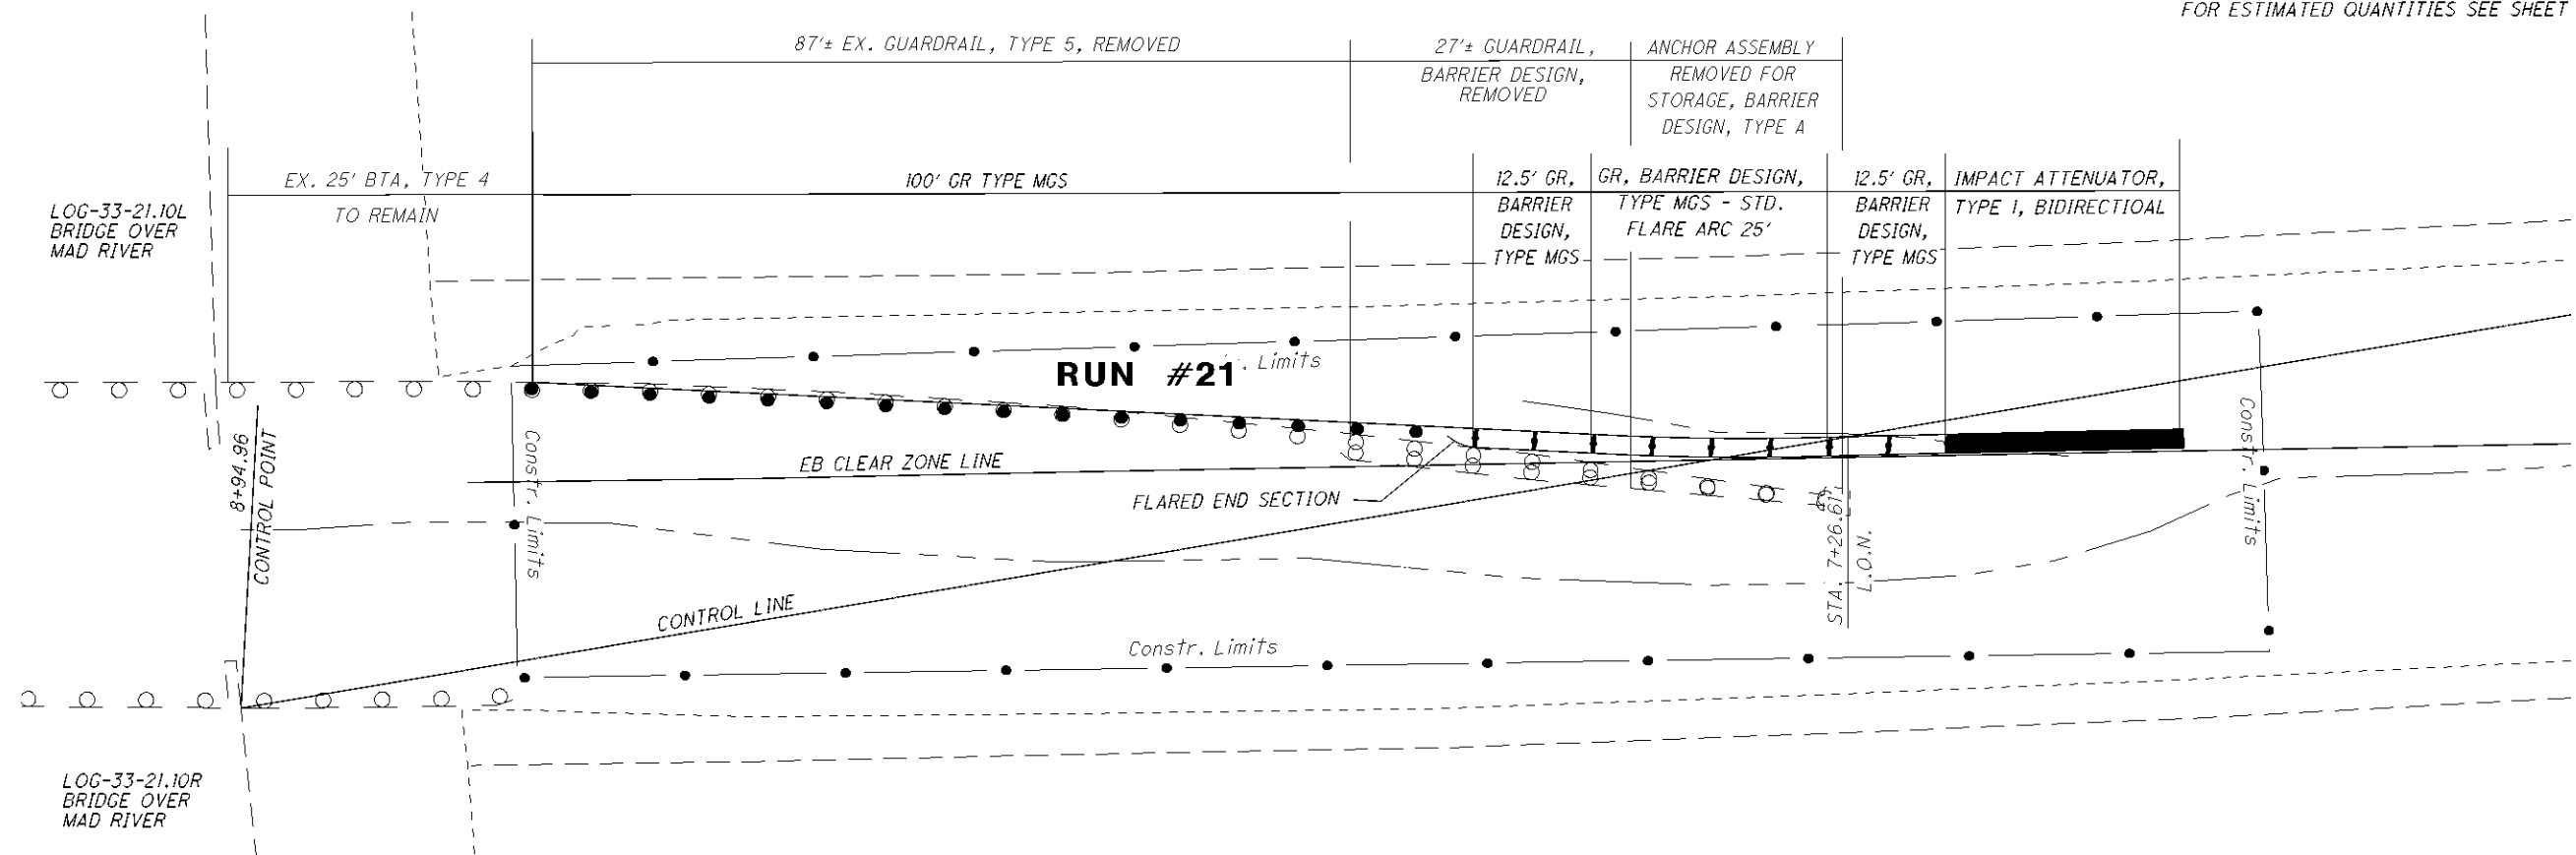 FOR ESTIMATED QUANTITIES SEE SHEET
87'± EX. GUARDRAIL, TYPE 5, REMOVED
27'± GUARDRAIL,
BARRIER DESIGN,
REMOVED
ANCHOR ASSEMBLY
REMOVED FOR
STORAGE, BARRIER
DESIGN, TYPE A
EX. 25' BTA, TYPE 4
TO REMAIN
100' GR TYPE MGS
12.5' GR,
BARRIER
DESIGN,
TYPE MGS
GR, BARRIER DESIGN,
TYPE MGS - STD.
FLARE ARC 25'
12.5' GR,
BARRIER
DESIGN,
TYPE MGS
IMPACT ATTENUATOR,
TYPE 1, BIDIRECTIOAL
LOG-33-21.10L
BRIDGE OVER
MAD RIVER
RUN #21
Limits
8+94.96
CONTROL POINT
Constr. Limits
EB CLEAR ZONE LINE
FLARED END SECTION
STA. 7+26.61
L.O.N.
Constr. Limits
CONTROL LINE
Constr. Limits
LOG-33-21.10R
BRIDGE OVER
MAD RIVER